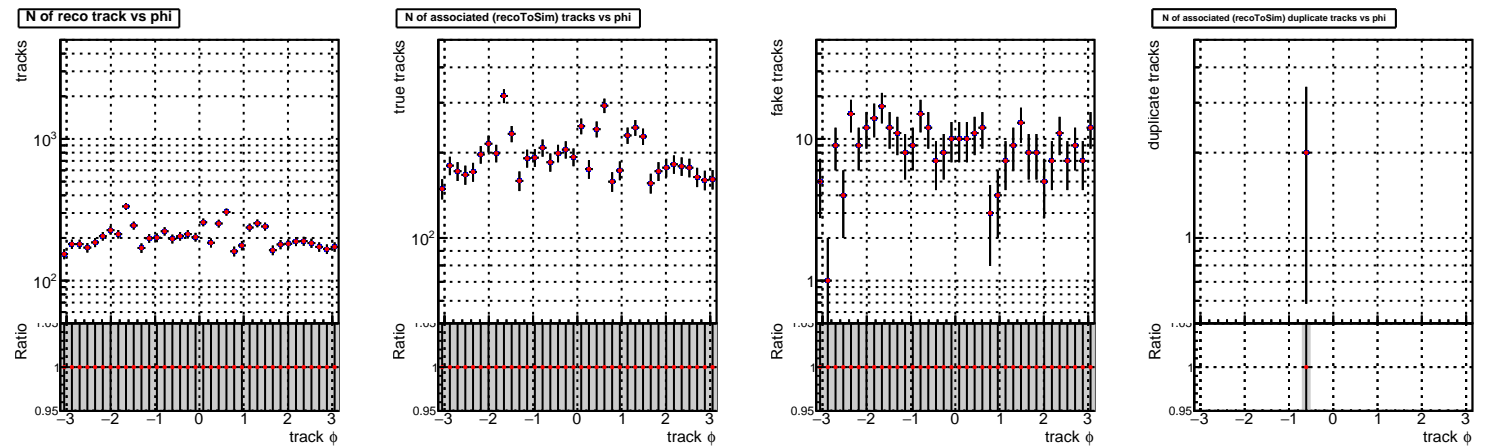 N of reco track vs phi
tracks
10³
10²
Ratio
1
0.95
−3 −2 −1 0 1 2 3
track ϕ
N of associated (recoToSim) tracks vs phi
true tracks
10²
Ratio
1
0.95
−3 −2 −1 0 1 2 3
track ϕ
fake tracks
10
1
Ratio
1
0.95
−3 −2 −1 0 1 2 3
track ϕ
N of associated (recoToSim) duplicate tracks vs phi
duplicate tracks
1
Ratio
1
0.95
−3 −2 −1 0 1 2 3
track ϕ